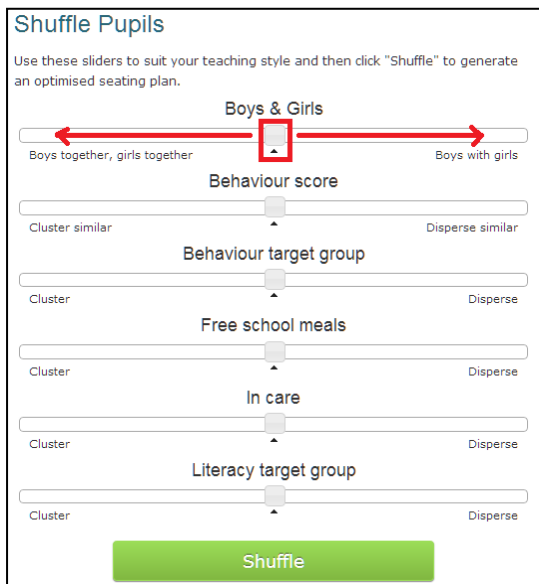 Shuffle Pupils
Use these sliders to suit your teaching style and then click "Shuffle" to generate
an optimised seating plan.
Boys & Girls
Boys together, girls together Boys with girls
Behaviour score
Cluster similar Disperse similar
Behaviour target group
Cluster Disperse
Free school meals
Cluster Disperse
In care
Cluster Disperse
Literacy target group
Cluster Disperse
Shuffle